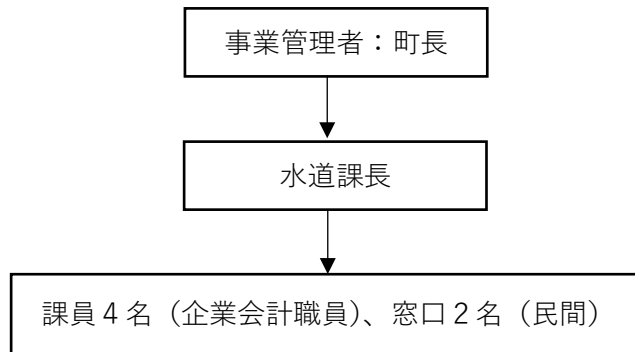 事業管理者：町長
水道課長
課員４名（企業会計職員）、窓口２名（民間）